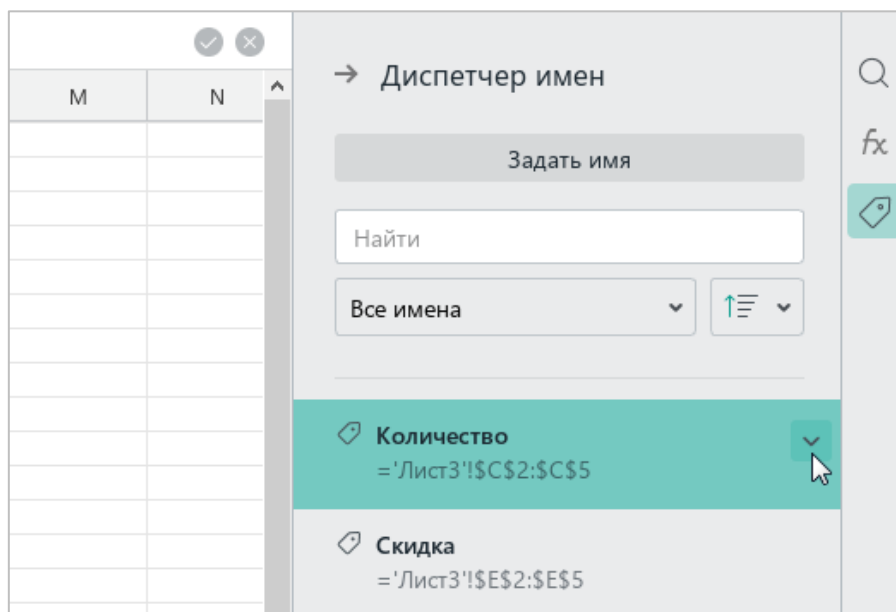 M N
Диспетчер имен
Задать имя
Найти
Все имена
Количество
='Лист3'!$C$2:$C$5
Скидка
='Лист3'!$E$2:$E$5
fx